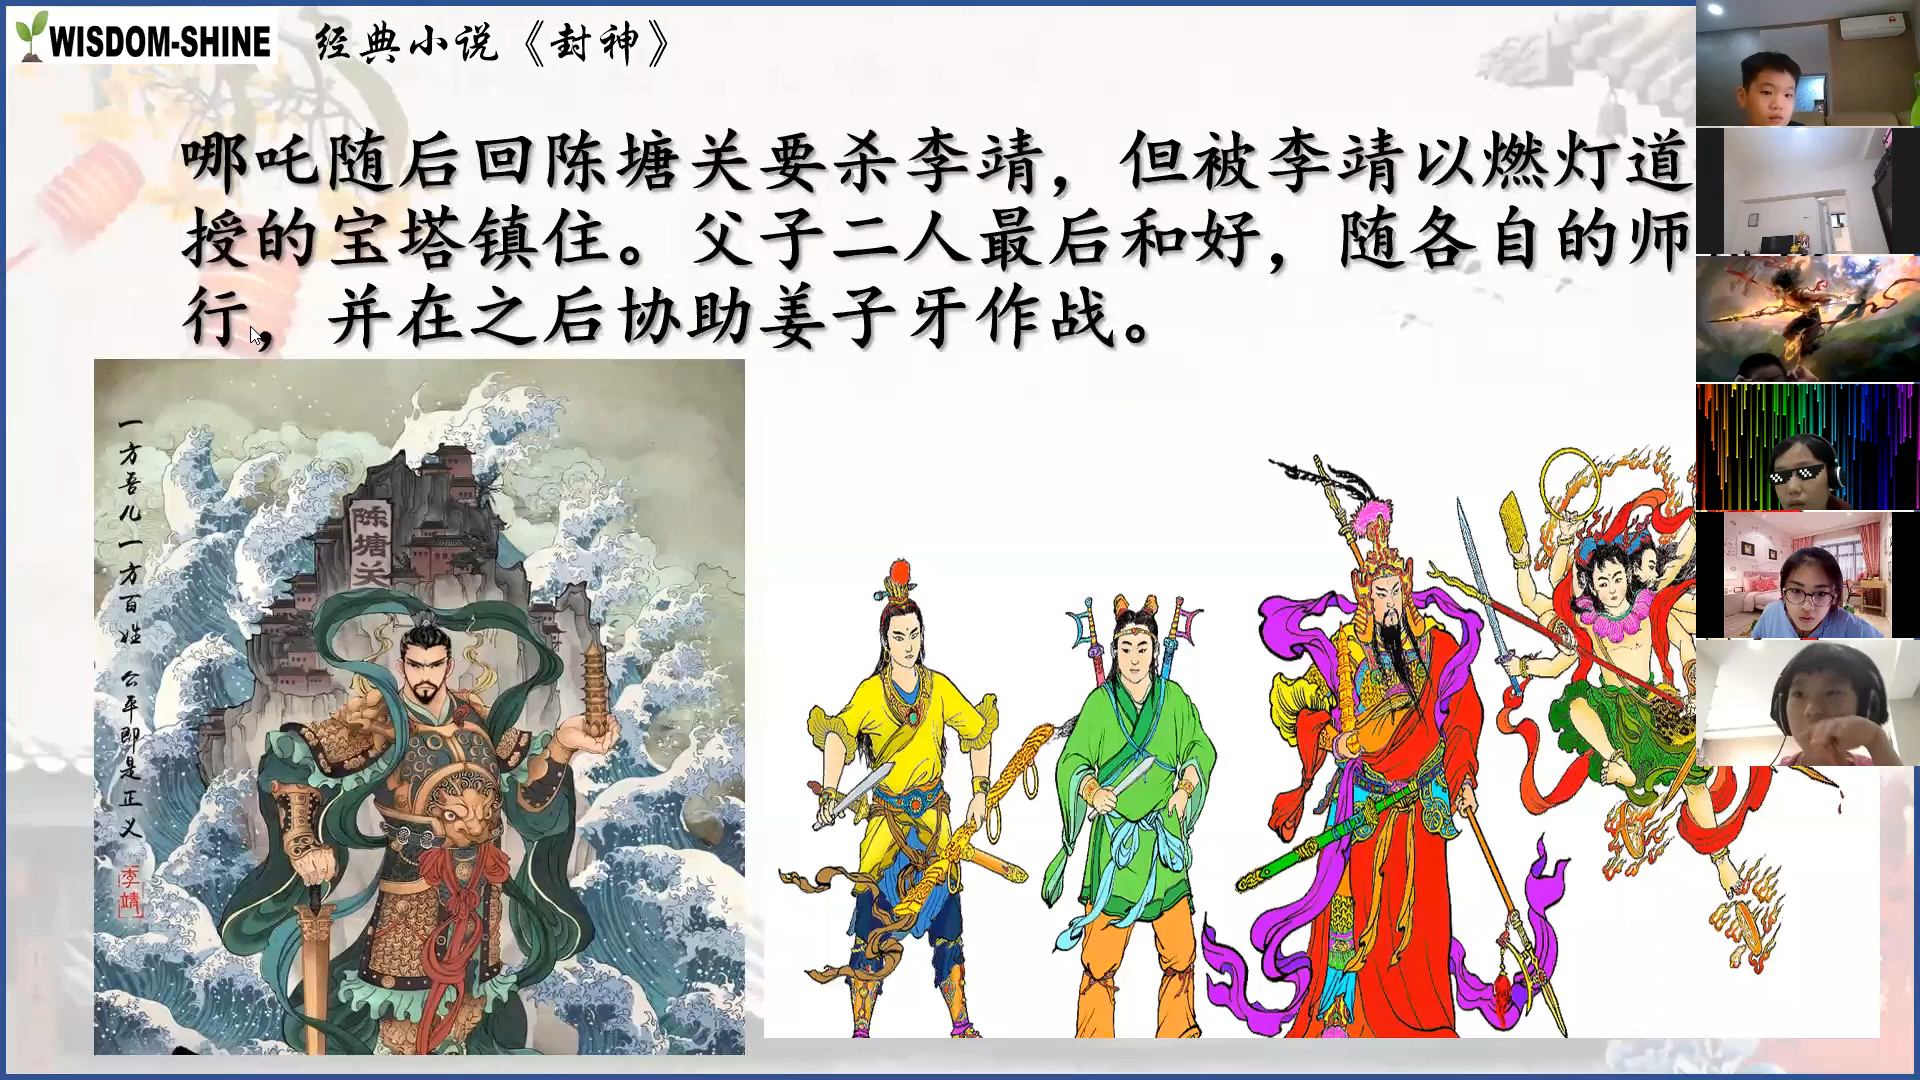 WISDOM-SHINE
经典小说《封神》
哪吒随后回陈塘关要杀李靖，但被李靖以燃灯道
授的宝塔镇住。父子二人最后和好，随各自的师
行，并在之后协助姜子牙作战。
一方吾儿一方百姓 公平即是正义
李靖
陈塘关